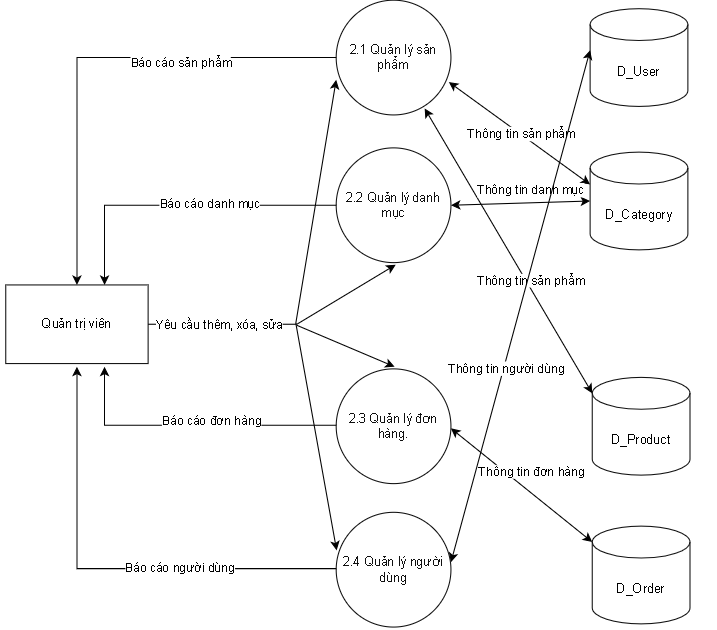 2.1 Quản lý sản
phẩm
Báo cáo sản phẩm
D_User
Thông tin sản phẩm
Thông tin danh mục
2.2 Quản lý danh
mục
Báo cáo danh mục
D_Category
Thông tin sản phẩm
Quản trị viên
Yêu cầu thêm, xóa, sửa
Thông tin người dùng
Báo cáo đơn hàng
2.3 Quản lý đơn
hàng.
D_Product
Thông tin đơn hàng
Báo cáo người dùng
2.4 Quản lý người
dùng
D_Order